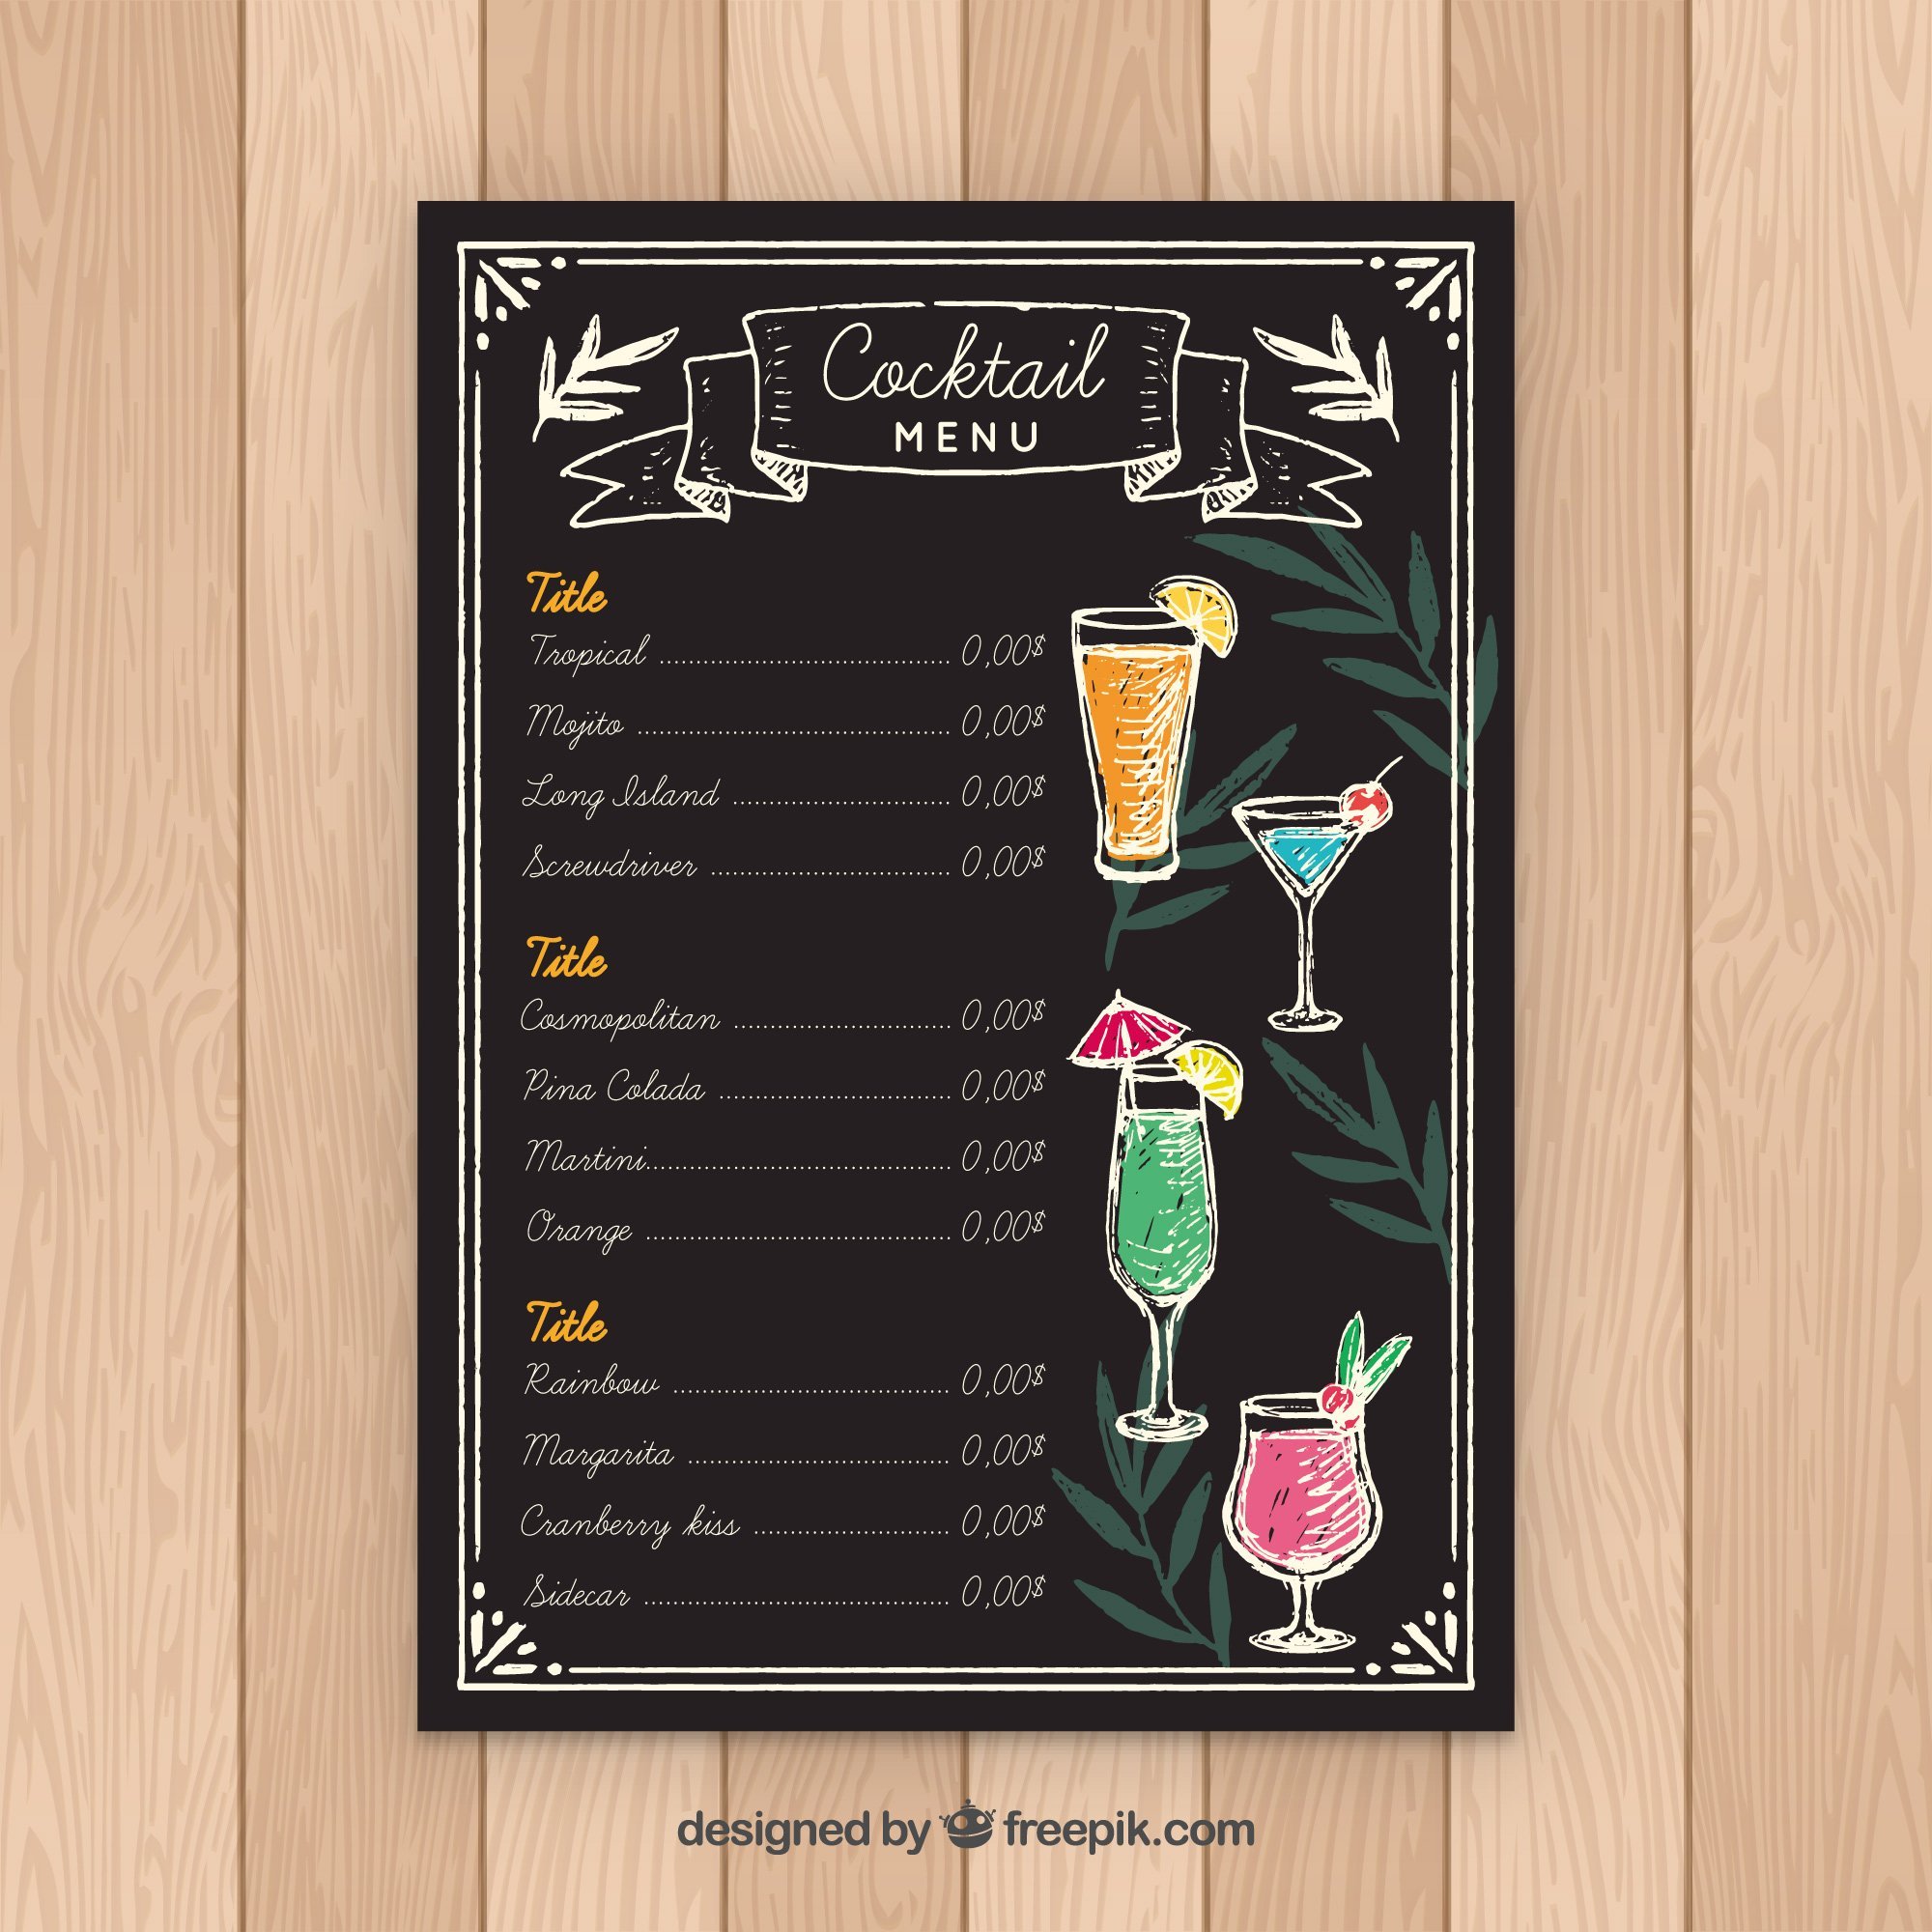 Cocktail
MENU
Title
Tropical ........................................ 0,00$
Mojito ........................................... 0,00$
Long Island .............................. 0,00$
Screwdriver ................................. 0,00$
Title
Cosmopolitan .............................. 0,00$
Pina Colada ................................ 0,00$
Martini.......................................... 0,00$
Orange .......................................... 0,00$
Title
Rainbow ...................................... 0,00$
Margarita .................................... 0,00$
Cranberry kiss ........................... 0,00$
Sidecar .......................................... 0,00$
designed by freepik.com